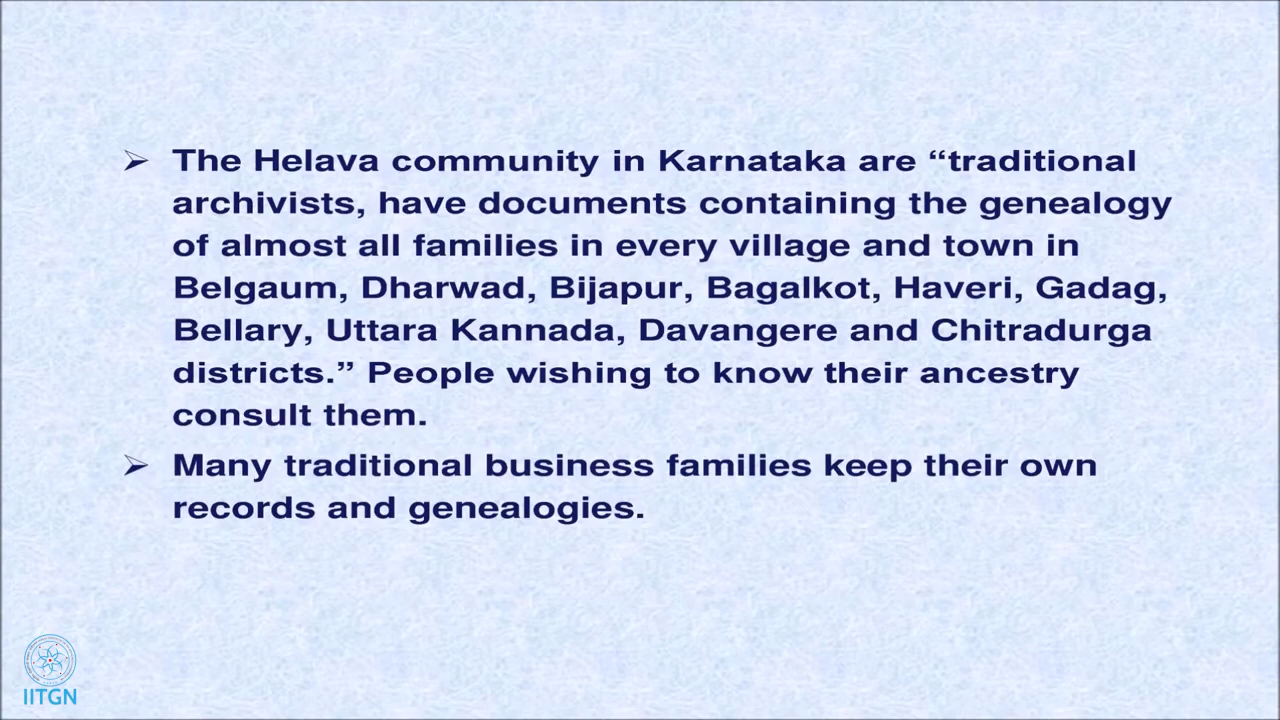 ➢ The Helava community in Karnataka are “traditional
archivists, have documents containing the genealogy
of almost all families in every village and town in
Belgaum, Dharwad, Bijapur, Bagalkot, Haveri, Gadag,
Bellary, Uttara Kannada, Davangere and Chitradurga
districts.” People wishing to know their ancestry
consult them.
➢ Many traditional business families keep their own
records and genealogies.
IITGN